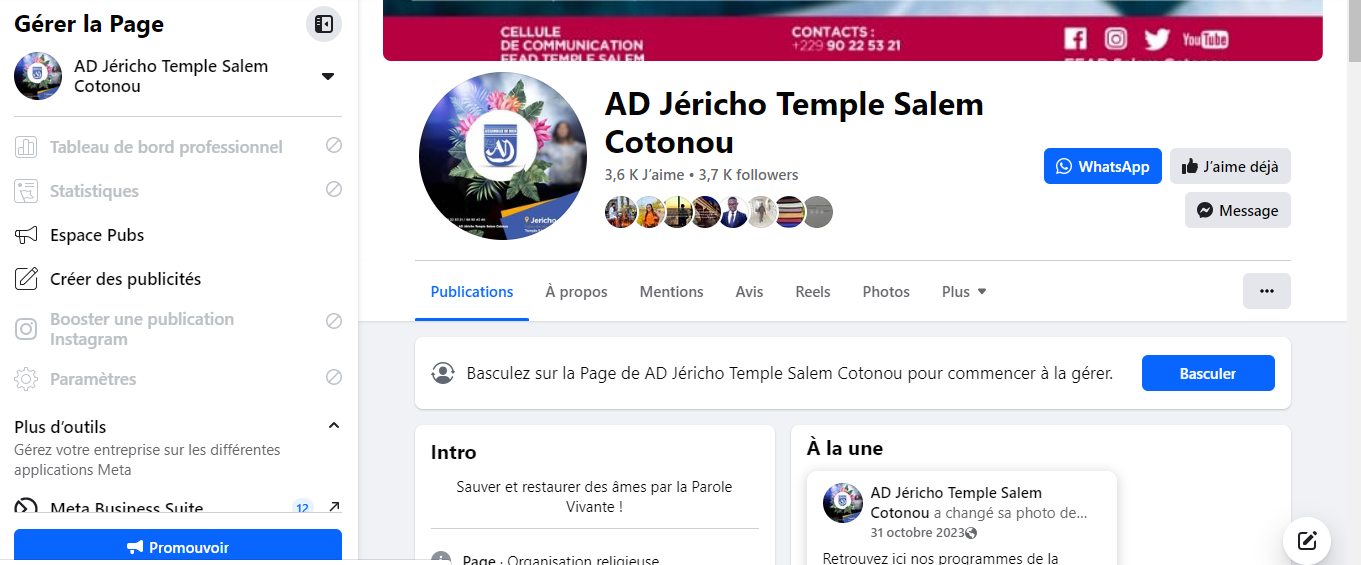 Gérer la Page
AD Jéricho Temple Salem
Cotonou
Tableau de bord professionnel
Statistiques
Espace Pubs
Créer des publicités
Booster une publication
Instagram
Paramètres
Plus d’outils
Gérez votre entreprise sur les différentes
applications Meta
Meta Business Suite 12
Promouvoir
CELLULE
DE COMMUNICATION
FEAD TEMPLE SALEM
CONTACTS :
+229 90 22 53 21
YouTube
AD Jéricho Temple Salem
Cotonou
3,6 K J’aime • 3,7 K followers
WhatsApp
J’aime déjà
Message
Publications À propos Mentions Avis Reels Photos Plus
Basculez sur la Page de AD Jéricho Temple Salem Cotonou pour commencer à la gérer.
Basculer
Intro
Sauver et restaurer des âmes par la Parole
Vivante !
Page · Organisation religieuse
À la une
AD Jéricho Temple Salem
Cotonou a changé sa photo de...
31 octobre 2023
Retrouvez ici nos programmes de la